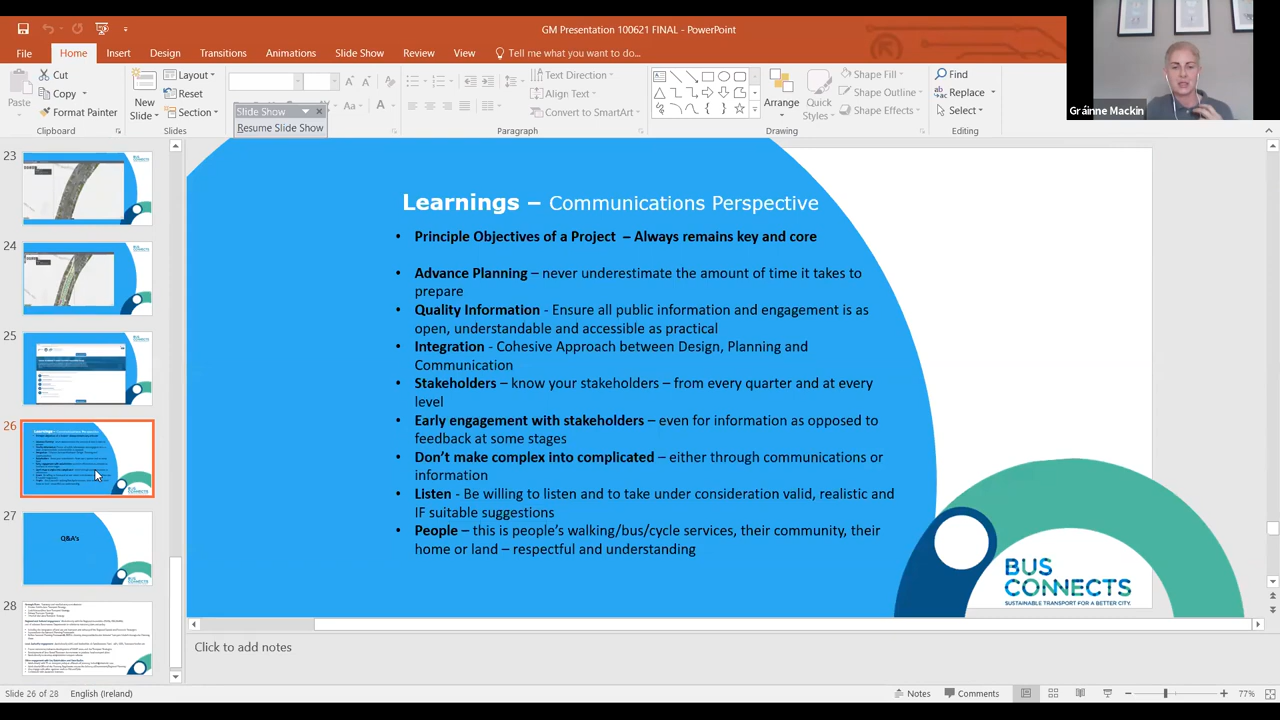 GM Presentation 100621 FINAL - PowerPoint
File Home Insert Design Transitions Animations Slide Show Review View Tell me what you want to do...
Paste
Cut
Copy
Format Painter
Clipboard
New Slide
Layout
Reset
Section
Slides
Slide Show
Resume Slide Show
Aa
A
Text Direction
Align Text
Convert to SmartArt
Paragraph
Arrange
Quick Styles
Shape Fill
Shape Outline
Shape Effects
Drawing
Find
Replace
Select
Editing
Gráinne Mackin
23
24
25
26
27
Q&A's
28
Learnings – Communications Perspective
• Principle Objectives of a Project – Always remains key and core
• Advance Planning – never underestimate the amount of time it takes to
prepare
• Quality Information - Ensure all public information and engagement is as
open, understandable and accessible as practical
• Integration - Cohesive Approach between Design, Planning and
Communication
• Stakeholders – know your stakeholders – from every quarter and at every
level
• Early engagement with stakeholders – even for information as opposed to
feedback at some stages
• Don't make complex into complicated – either through communications or
information
• Listen - Be willing to listen and to take under consideration valid, realistic and
IF suitable suggestions
• People – this is people's walking/bus/cycle services, their community, their
home or land – respectful and understanding
BUS
CONNECTS
SUSTAINABLE TRANSPORT FOR A BETTER CITY.
Click to add notes
Slide 26 of 28 English (Ireland) Notes Comments 77%